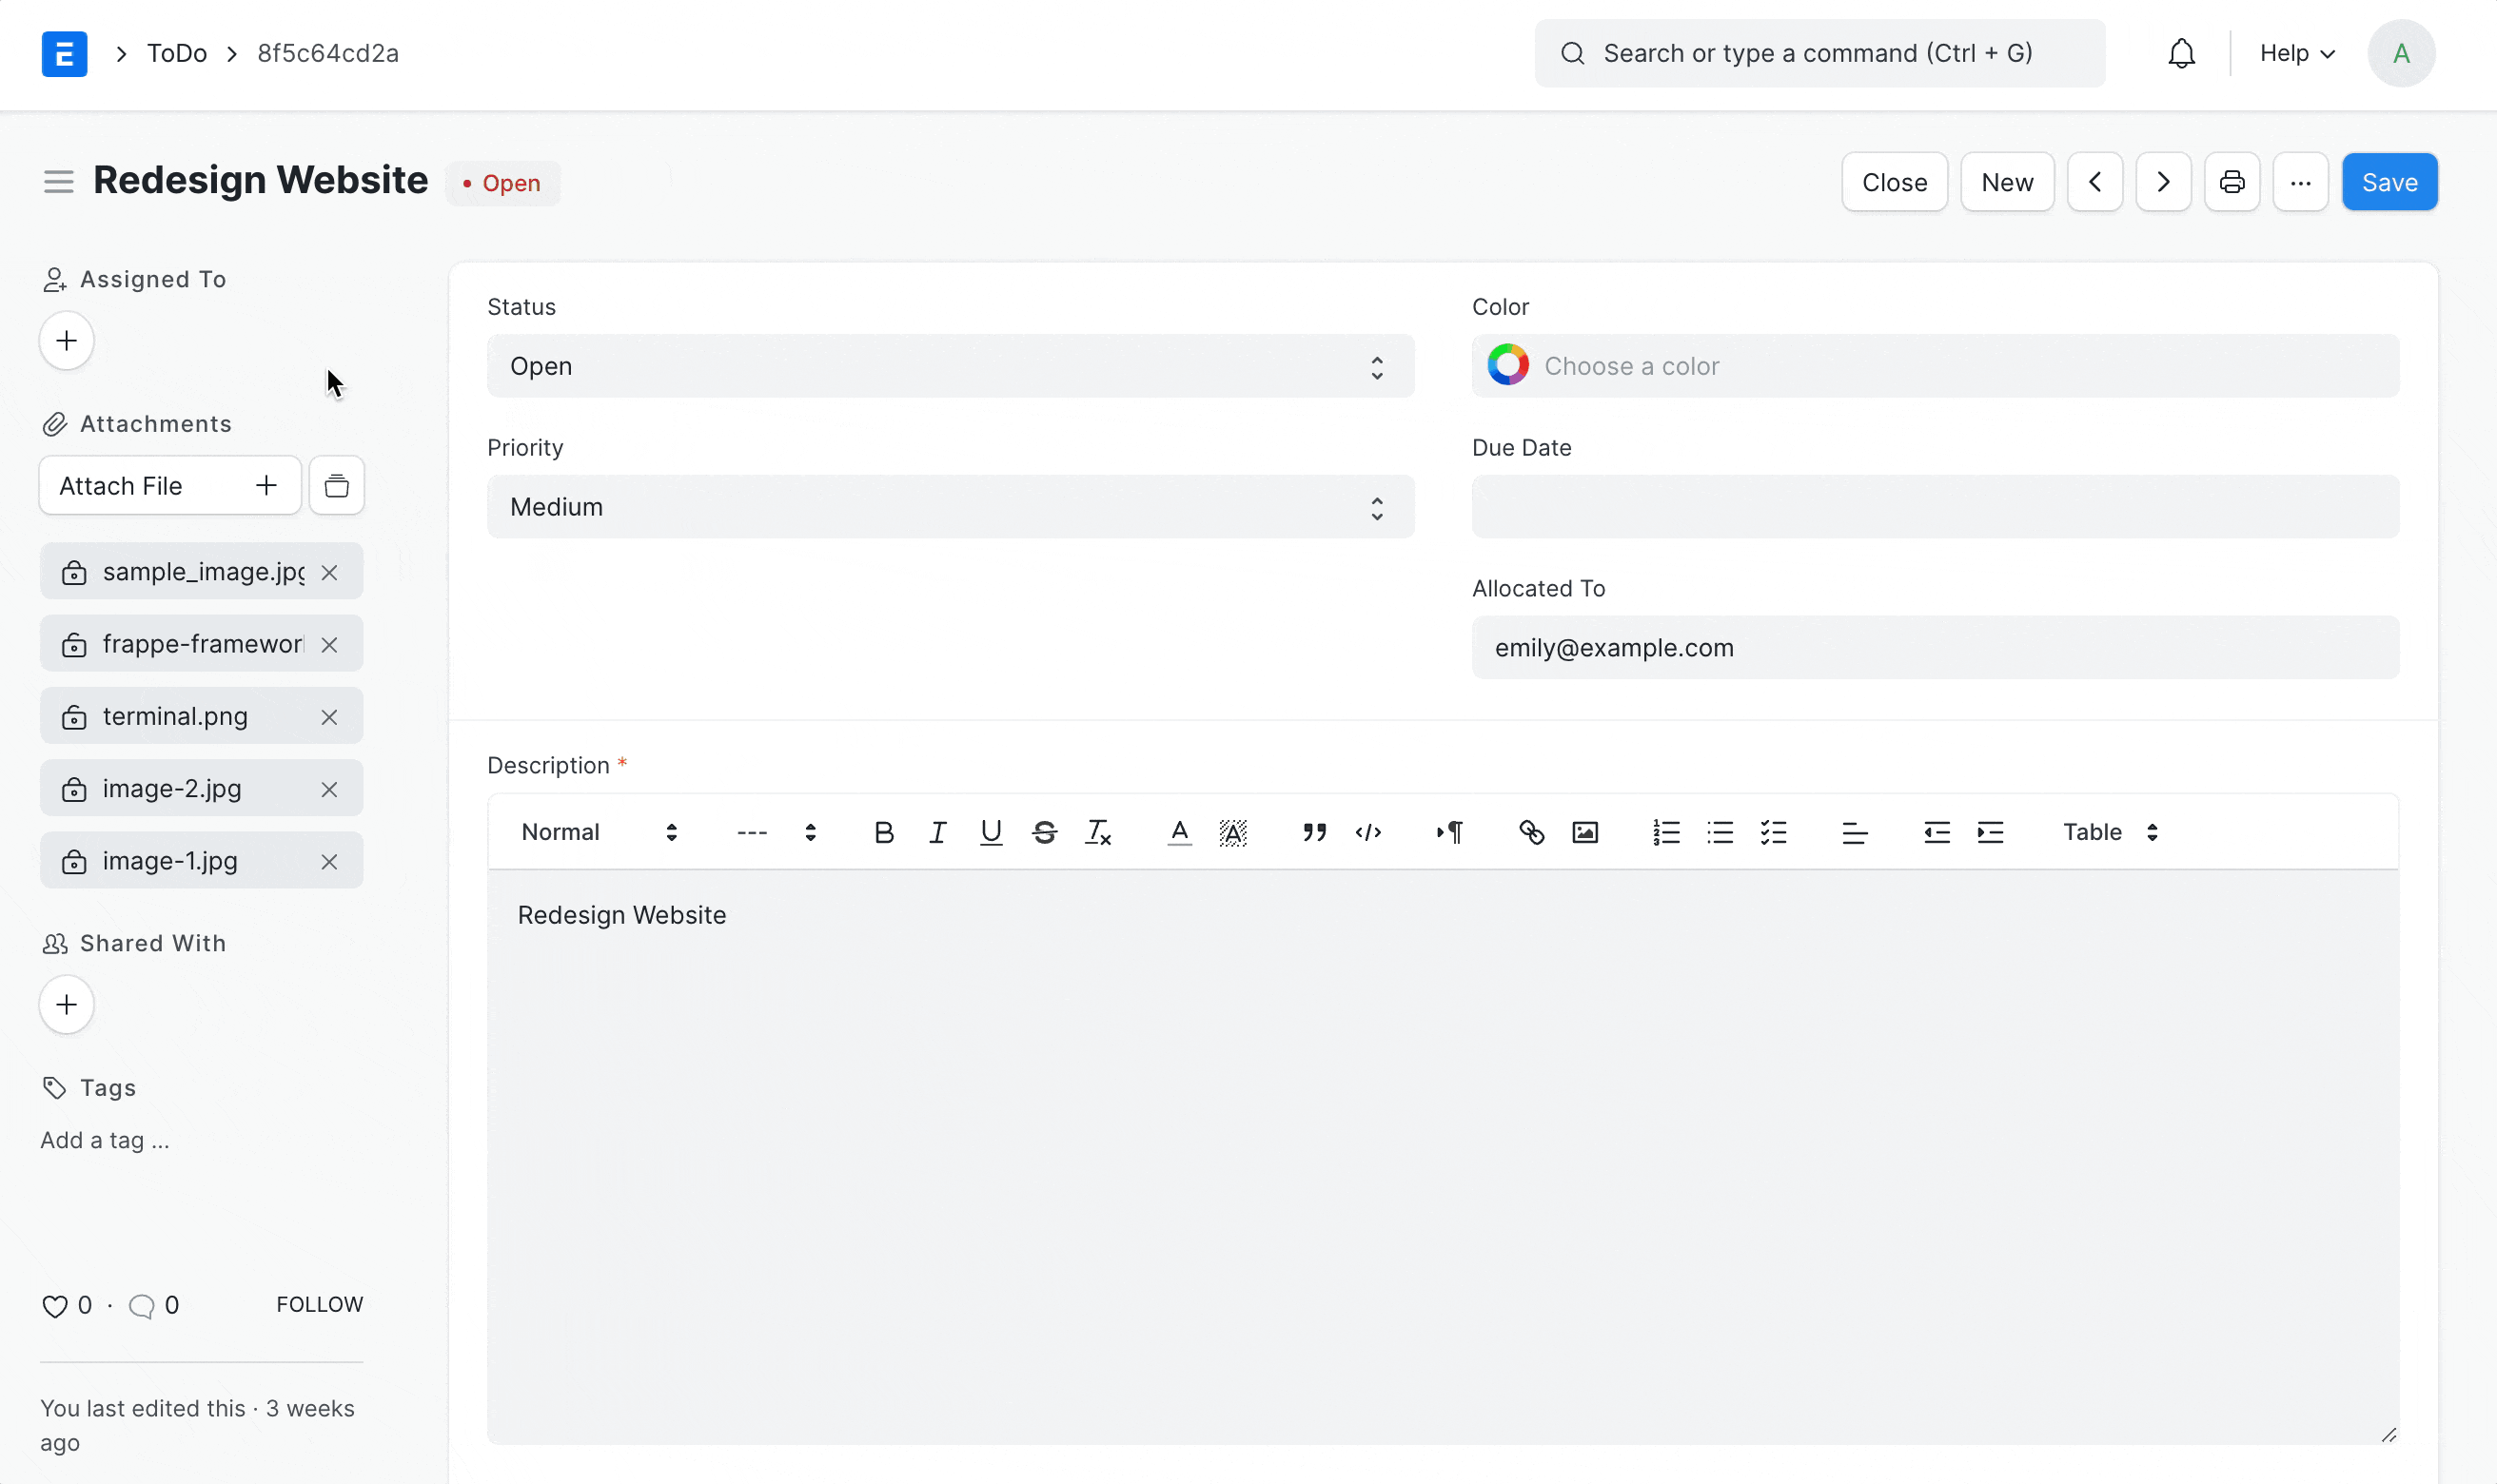 E
ToDo
8f5c64cd2a
Search or type a command (Ctrl + G)
Help
A
Redesign Website
Open
Close
New
...
Save
Assigned To
Attachments
Attach File
sample_image.jpg
frappe-framewor
terminal.png
image-2.jpg
image-1.jpg
Shared With
Tags
Add a tag ...
0 · 0
FOLLOW
You last edited this · 3 weeks
ago
Status
Open
Color
Choose a color
Priority
Medium
Due Date
Allocated To
emily@example.com
Description *
Normal
---
Table
Redesign Website